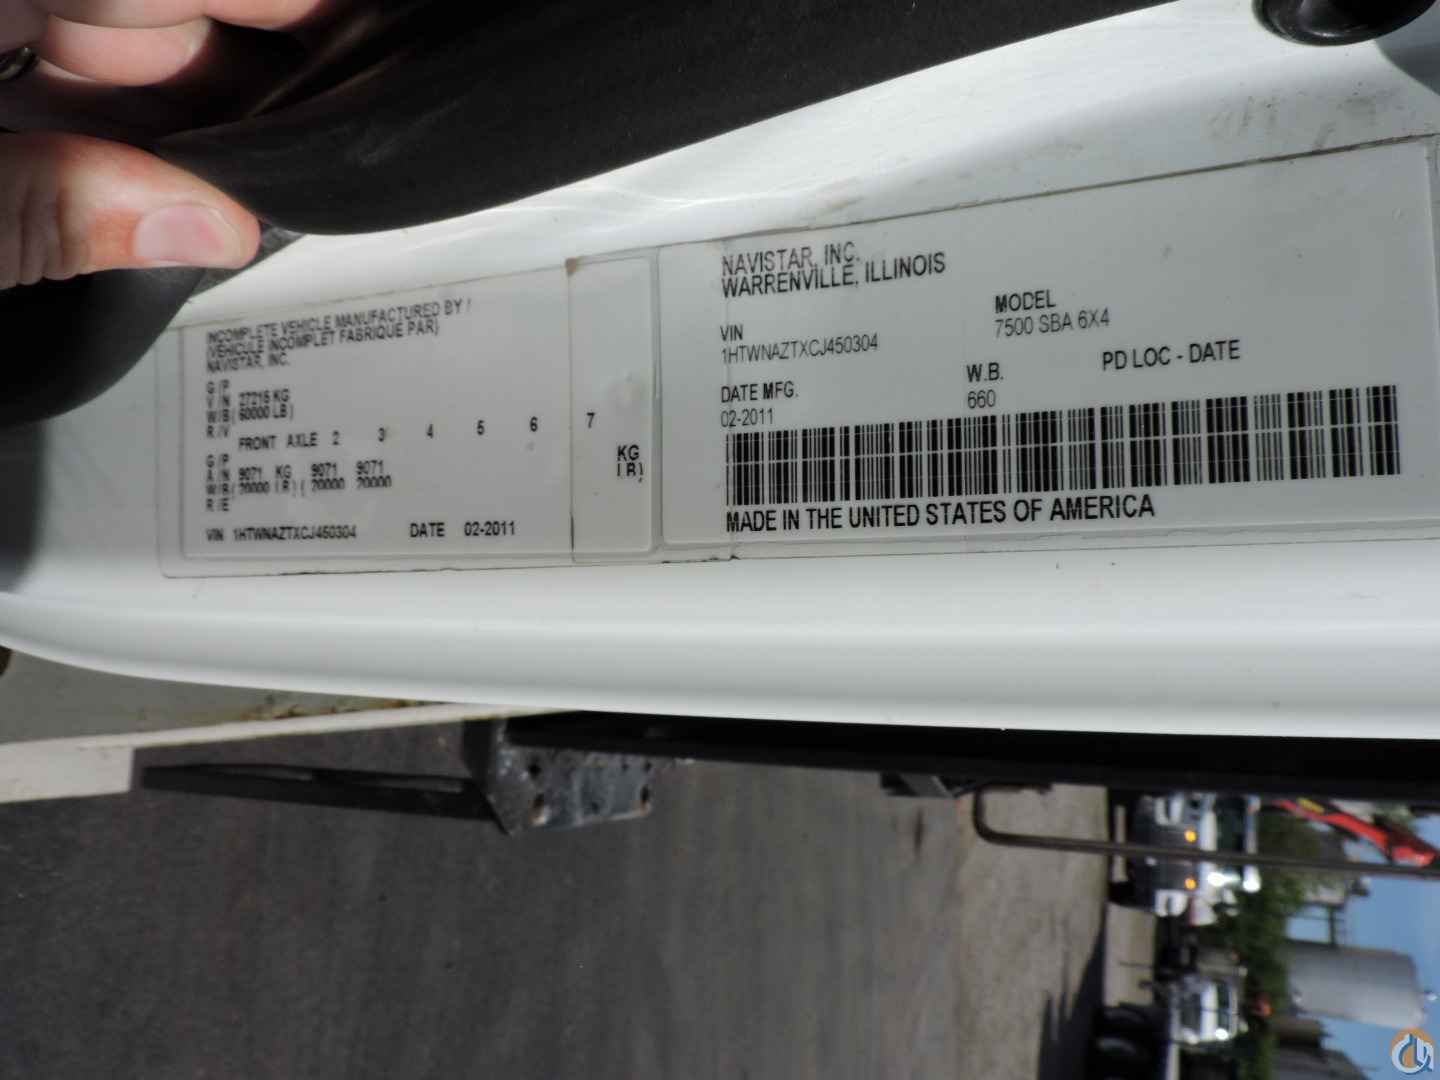 INCOMPLETE VEHICLE MANUFACTURED BY /
(VEHICULE INCOMPLET FABRIQUE PAR)
NAVISTAR, INC.
G /P
V /N 27216 KG
W/B( 60000 LB)
R /V
FRONT AXLE 2 3 4 5 6 7
G /P
A /N 9071 KG 9071 9071 KG
W/B( 20000 LB) ( 20000 20000 LB)
R /E
VIN 1HTWNAZTXCJ450304 DATE 02-2011
NAVISTAR, INC.
WARRENVILLE, ILLINOIS
MODEL
7500 SBA 6X4
VIN
1HTWNAZTXCJ450304
PD LOC - DATE
W.B.
660
DATE MFG.
02-2011
MADE IN THE UNITED STATES OF AMERICA